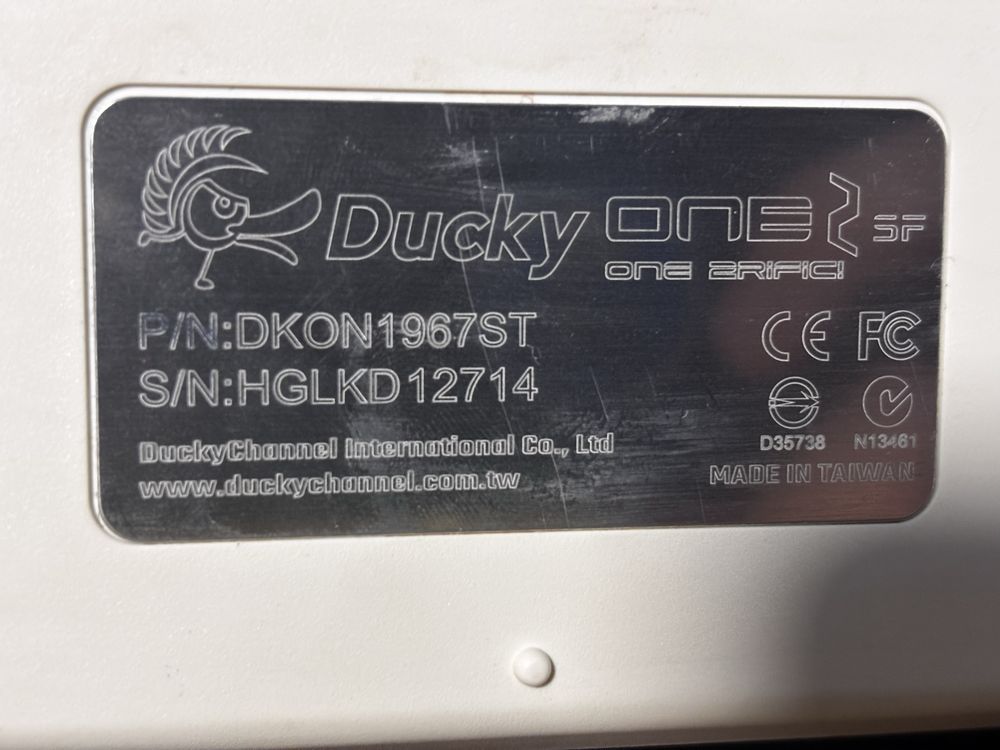 Ducky ONE 2 SF
ONE 2RIFIC!
P/N:DKON1967ST
S/N:HGLKD12714
CE FC
D35738 N13461
DuckyChannel International Co., Ltd
www.duckychannel.com.tw
MADE IN TAIWAN